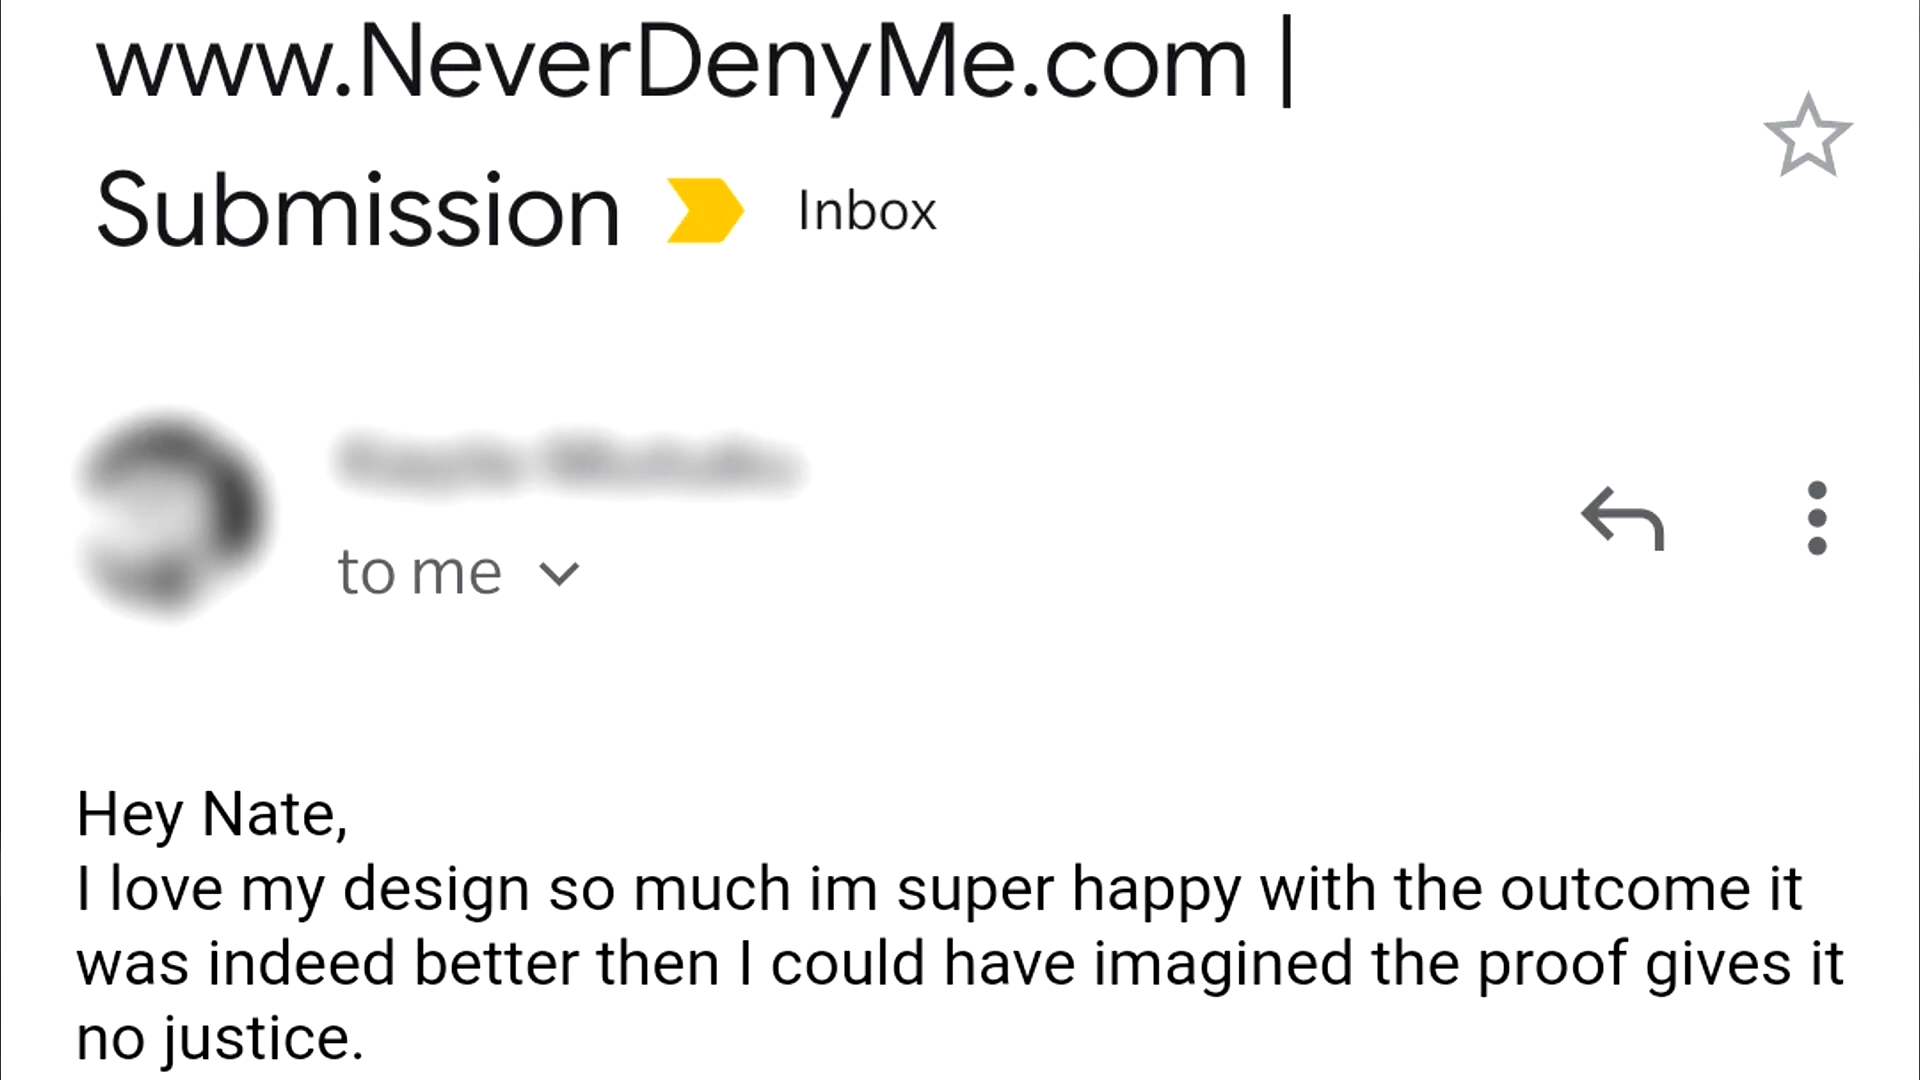 www.NeverDenyMe.com |
Submission Inbox
to me
Hey Nate,
I love my design so much im super happy with the outcome it
was indeed better then I could have imagined the proof gives it
no justice.